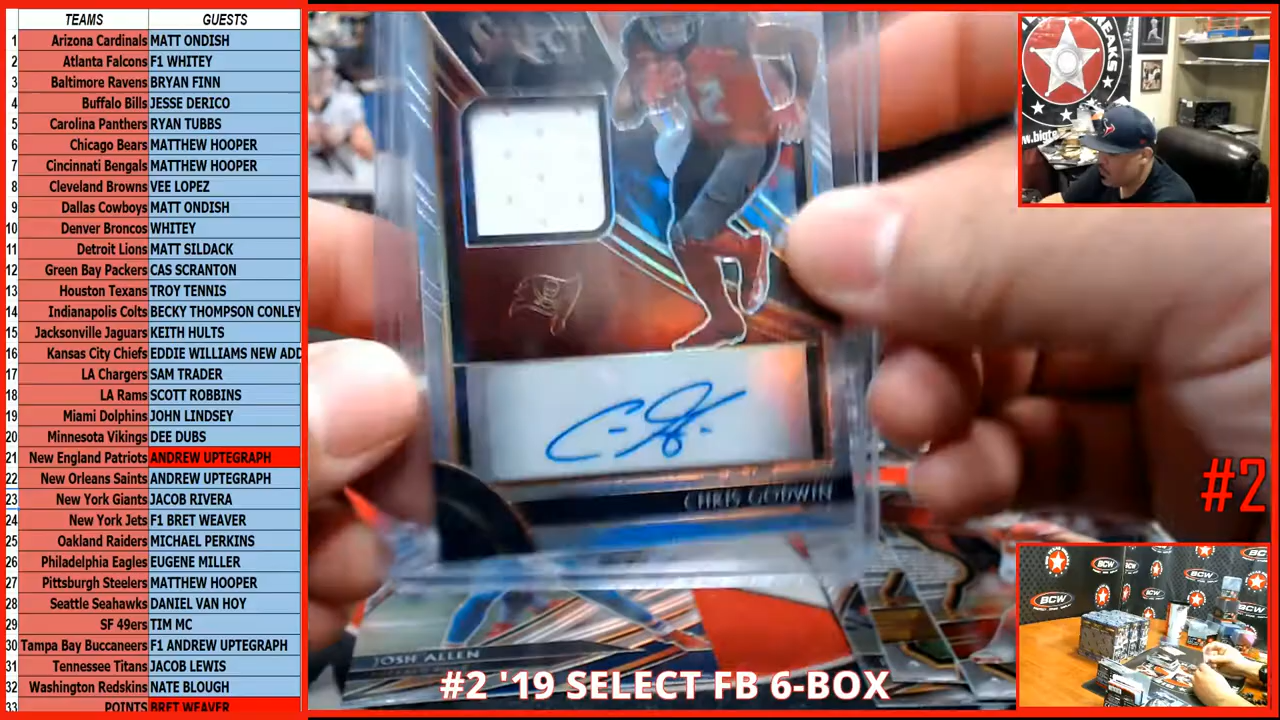 TEAMS GUESTS
1 Arizona Cardinals MATT ONDISH
2 Atlanta Falcons F1 WHITEY
3 Baltimore Ravens BRYAN FINN
4 Buffalo Bills JESSE DERICO
5 Carolina Panthers RYAN TUBBS
6 Chicago Bears MATTHEW HOOPER
7 Cincinnati Bengals MATTHEW HOOPER
8 Cleveland Browns VEE LOPEZ
9 Dallas Cowboys MATT ONDISH
10 Denver Broncos WHITEY
11 Detroit Lions MATT SILDACK
12 Green Bay Packers CAS SCRANTON
13 Houston Texans TROY TENNIS
14 Indianapolis Colts BECKY THOMPSON CONLEY
15 Jacksonville Jaguars KEITH HULTS
16 Kansas City Chiefs EDDIE WILLIAMS NEW ADD
17 LA Chargers SAM TRADER
18 LA Rams SCOTT ROBBINS
19 Miami Dolphins JOHN LINDSEY
20 Minnesota Vikings DEE DUBS
21 New England Patriots ANDREW UPTEGRAPH
22 New Orleans Saints ANDREW UPTEGRAPH
23 New York Giants JACOB RIVERA
24 New York Jets F1 BRET WEAVER
25 Oakland Raiders MICHAEL PERKINS
26 Philadelphia Eagles EUGENE MILLER
27 Pittsburgh Steelers MATTHEW HOOPER
28 Seattle Seahawks DANIEL VAN HOY
29 SF 49ers TIM MC
30 Tampa Bay Buccaneers F1 ANDREW UPTEGRAPH
31 Tennessee Titans JACOB LEWIS
32 Washington Redskins NATE BLOUGH
33 POINTS BRET WEAVER
SELECT
CHRIS GODWIN
JOSH ALLEN
#2 '19 SELECT FB 6-BOX
#2
BCW
BCW
BCW
BCW